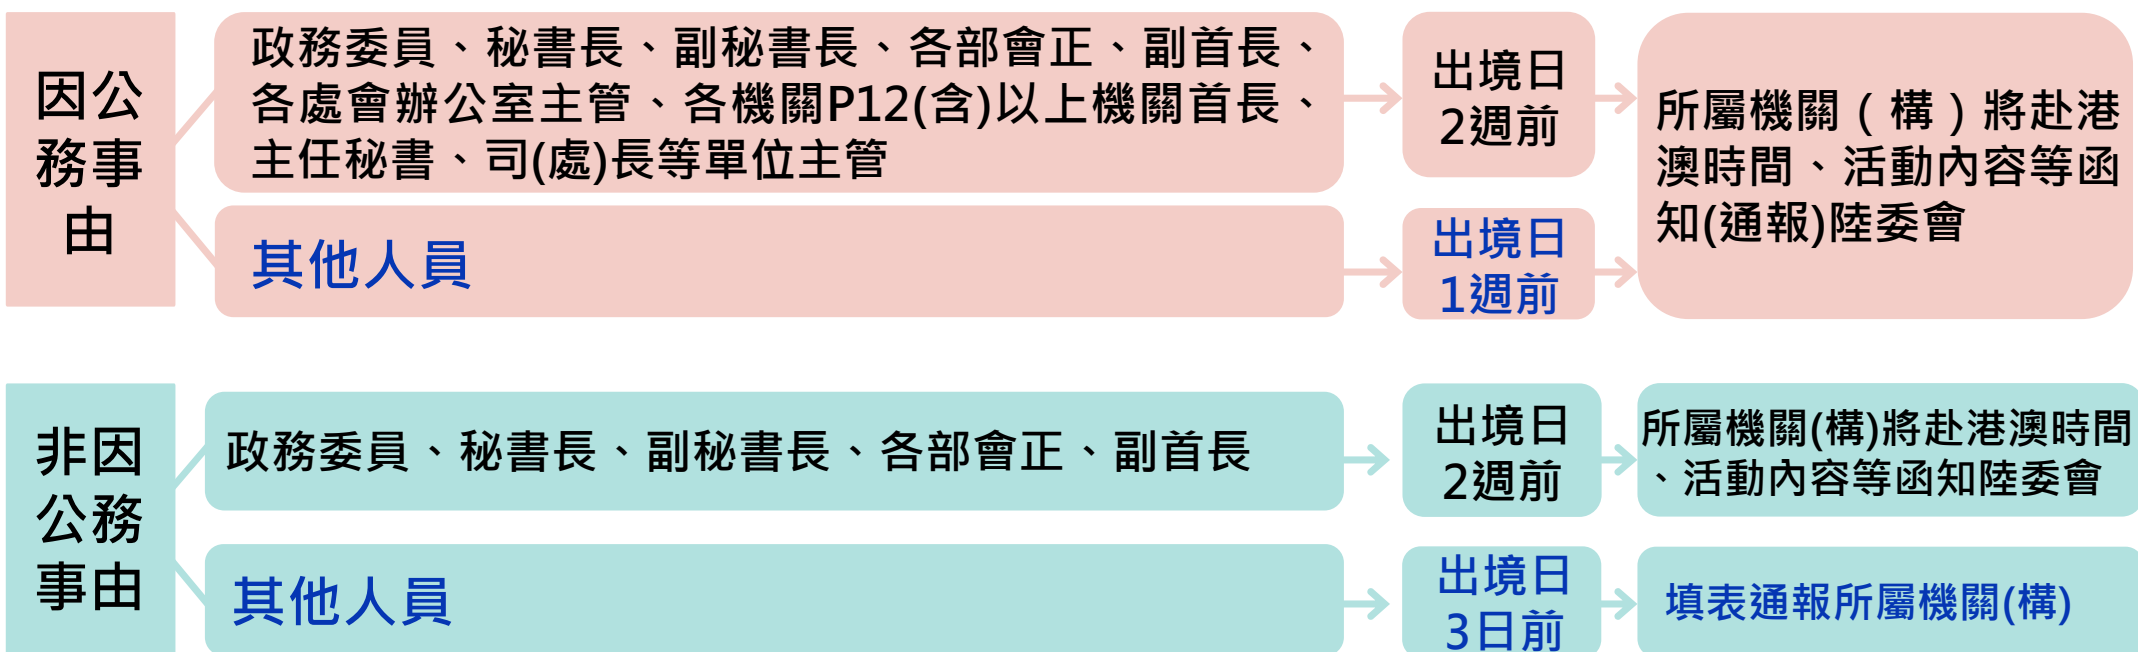 因公
務事
由
政務委員、秘書長、副秘書長、各部會正、副首長、
各處會辦公室主管、各機關P12(含)以上機關首長、
主任秘書、司(處)長等單位主管
出境日
2週前
所屬機關（構）將赴港
澳時間、活動內容等函
知(通報)陸委會
其他人員
出境日
1週前
非因
公務
事由
政務委員、秘書長、副秘書長、各部會正、副首長
出境日
2週前
所屬機關(構)將赴港澳時間
、活動內容等函知陸委會
其他人員
出境日
3日前
填表通報所屬機關(構)